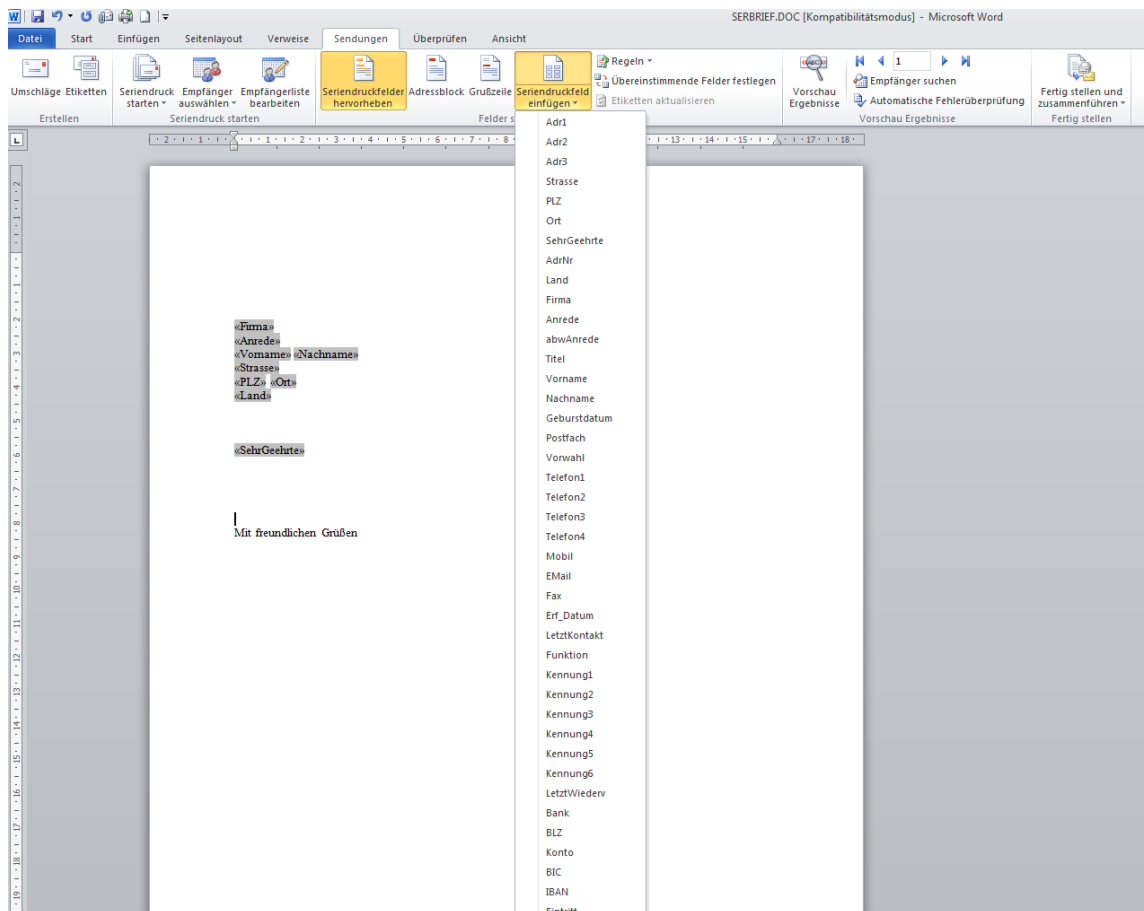 SERBRIEF.DOC [Kompatibilitätsmodus] - Microsoft Word
Datei Start Einfügen Seitenlayout Verweise Sendungen Überprüfen Ansicht
Umschläge Etiketten
Erstellen
Seriendruck starten Empfänger auswählen Empfängerliste bearbeiten
Seriendruck starten
Seriendruckfelder hervorheben Adressblock Grußzeile Seriendruckfeld einfügen
Regeln
Übereinstimmende Felder festlegen
Etiketten aktualisieren
Felder s
Vorschau Ergebnisse
1
Empfänger suchen
Automatische Fehlerüberprüfung
Vorschau Ergebnisse
Fertig stellen und zusammenführen
Fertig stellen
«Firma»
«Anrede»
«Vorname» «Nachname»
«Strasse»
«PLZ» «Ort»
«Land»
«SehrGeehrte»
Mit freundlichen Grüßen
Adr1
Adr2
Adr3
Strasse
PLZ
Ort
SehrGeehrte
AdrNr
Land
Firma
Anrede
abwAnrede
Titel
Vorname
Nachname
Geburstdatum
Postfach
Vorwahl
Telefon1
Telefon2
Telefon3
Telefon4
Mobil
EMail
Fax
Erf_Datum
LetztKontakt
Funktion
Kennung1
Kennung2
Kennung3
Kennung4
Kennung5
Kennung6
LetztWiederv
Bank
BLZ
Konto
BIC
IBAN